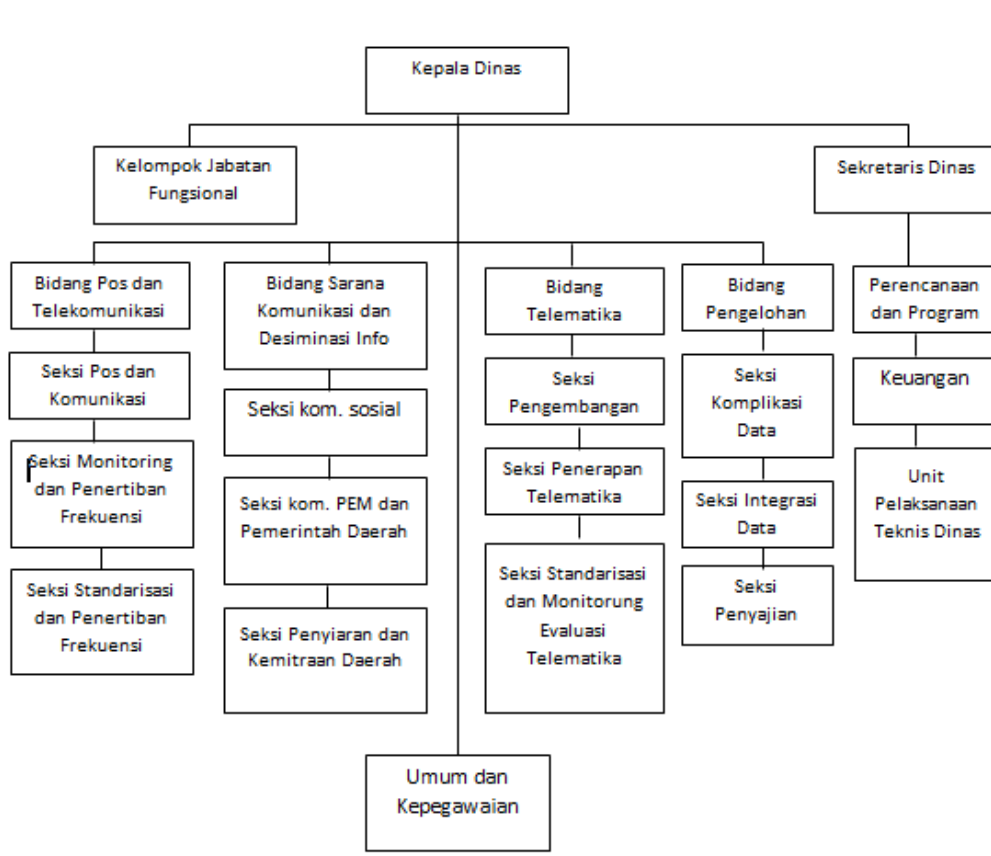 Kepala Dinas
Kelompok Jabatan
Fungsional
Sekretaris Dinas
Bidang Pos dan
Telekomunikasi
Bidang Sarana
Komunikasi dan
Desiminasi Info
Bidang
Telematika
Bidang
Pengelohan
Perencanaan
dan Program
Seksi Pos dan
Komunikasi
Seksi kom. sosial
Seksi
Pengembangan
Seksi
Komplikasi
Data
Keuangan
Seksi Monitoring
dan Penertiban
Frekuensi
Seksi kom. PEM dan
Pemerintah Daerah
Seksi Penerapan
Telematika
Seksi Integrasi
Data
Unit
Pelaksanaan
Teknis Dinas
Seksi Standarisasi
dan Penertiban
Frekuensi
Seksi Penyiaran dan
Kemitraan Daerah
Seksi Standarisasi
dan Monitorung
Evaluasi
Telematika
Seksi
Penyajian
Umum dan
Kepegawaian